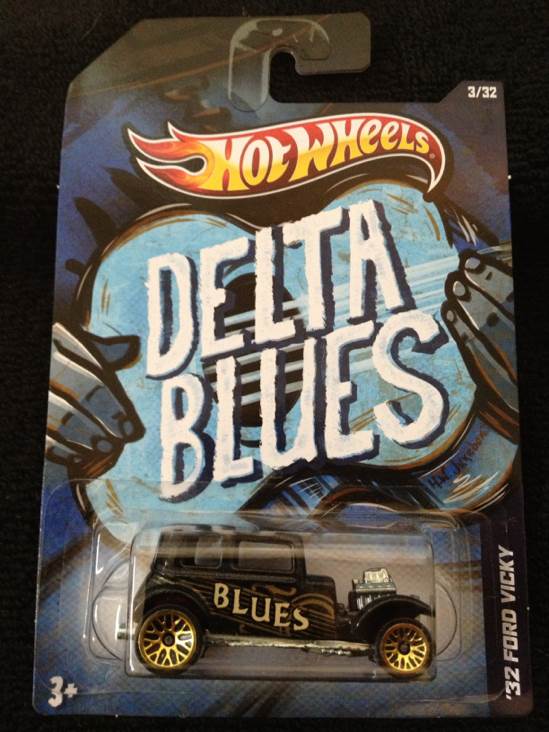 3/32
HOT WHEELS
DELTA
BLUES
BLUES
'32 FORD VICKY
3+